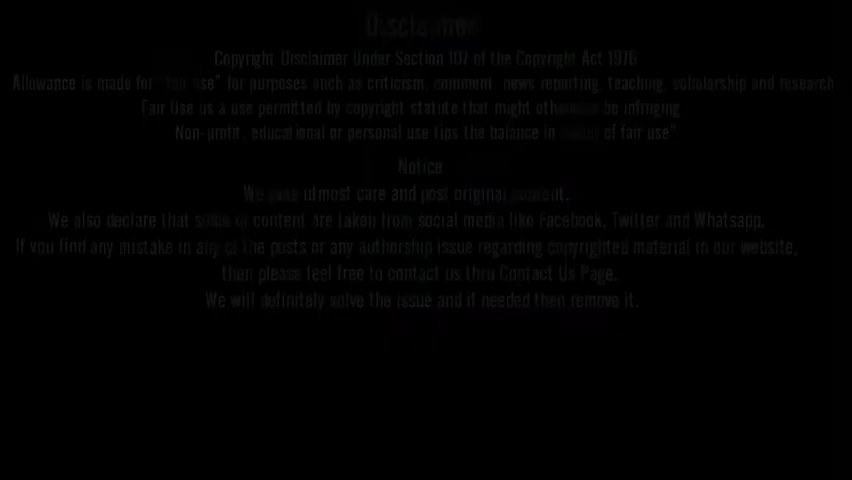 Disclaimer
Copyright Disclaimer Under Section 107 of the Copyright Act 1976
Allowance is made for "fair use" for purposes such as criticism, comment, news reporting, teaching, scholarship and research
Fair Use us a use permitted by copyright statute that might otherwise be infringing.
Non-profit, educational or personal use tips the balance in of fair use"
Notice
We utmost care and post original content.
We also declare that some of content are taken from social media like Facebook, Twitter and Whatsapp.
If you find any mistake in any of the posts or any authorship issue regarding copyrighted material in our website,
then please feel free to contact us thru Contact Us Page.
We will definitely solve the issue and if needed then remove it.